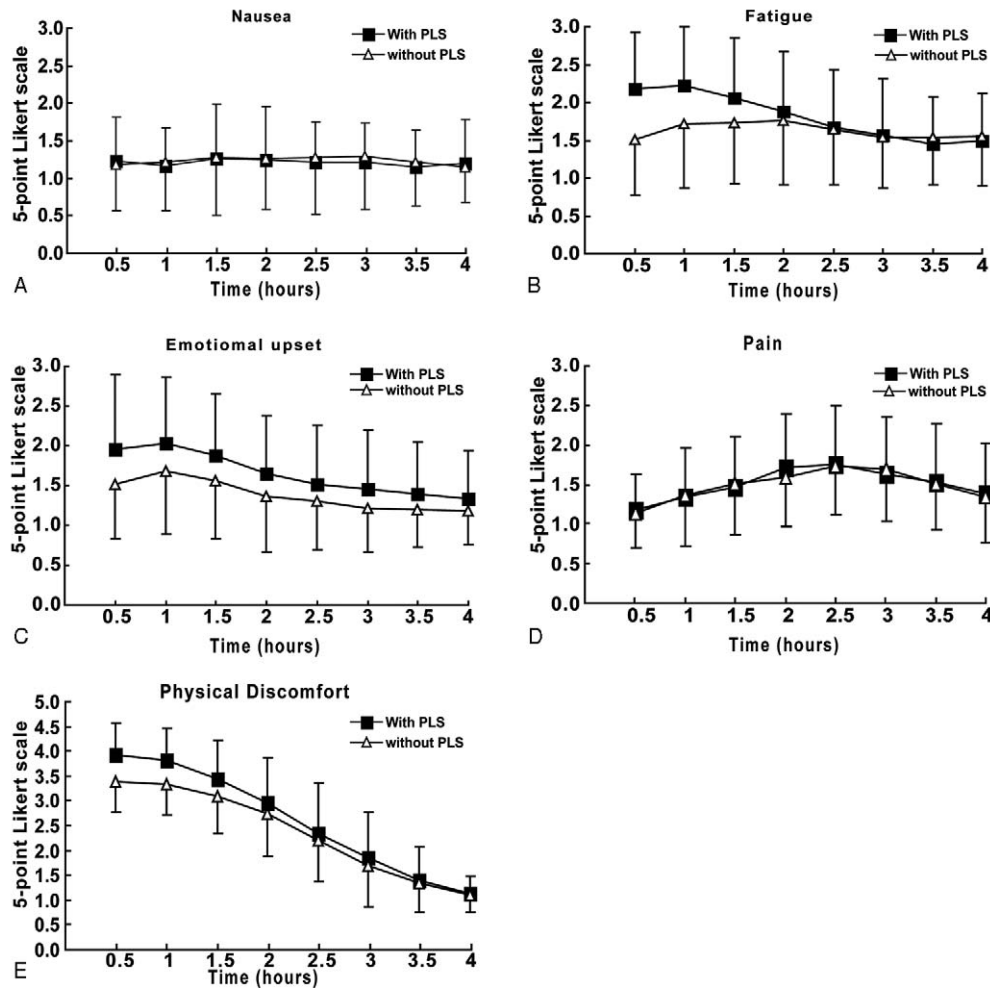 Nausea
5-point Likert scale
3.0
2.5
2.0
1.5
1.0
0.5
0.0
With PLS
without PLS
0.5 1 1.5 2 2.5 3 3.5 4
Time (hours)
A
Fatigue
5-point Likert scale
3.0
2.5
2.0
1.5
1.0
0.5
0.0
With PLS
without PLS
0.5 1 1.5 2 2.5 3 3.5 4
Time (hours)
B
Emotiomal upset
5-point Likert scale
3.0
2.5
2.0
1.5
1.0
0.5
0.0
With PLS
without PLS
0.5 1 1.5 2 2.5 3 3.5 4
Time (hours)
C
Pain
5-point Likert scale
3.0
2.5
2.0
1.5
1.0
0.5
0.0
With PLS
without PLS
0.5 1 1.5 2 2.5 3 3.5 4
Time (hours)
D
Physical Discomfort
5-point Likert scale
5.0
4.5
4.0
3.5
3.0
2.5
2.0
1.5
1.0
0.5
0.0
With PLS
without PLS
0.5 1 1.5 2 2.5 3 3.5 4
Time (hours)
E